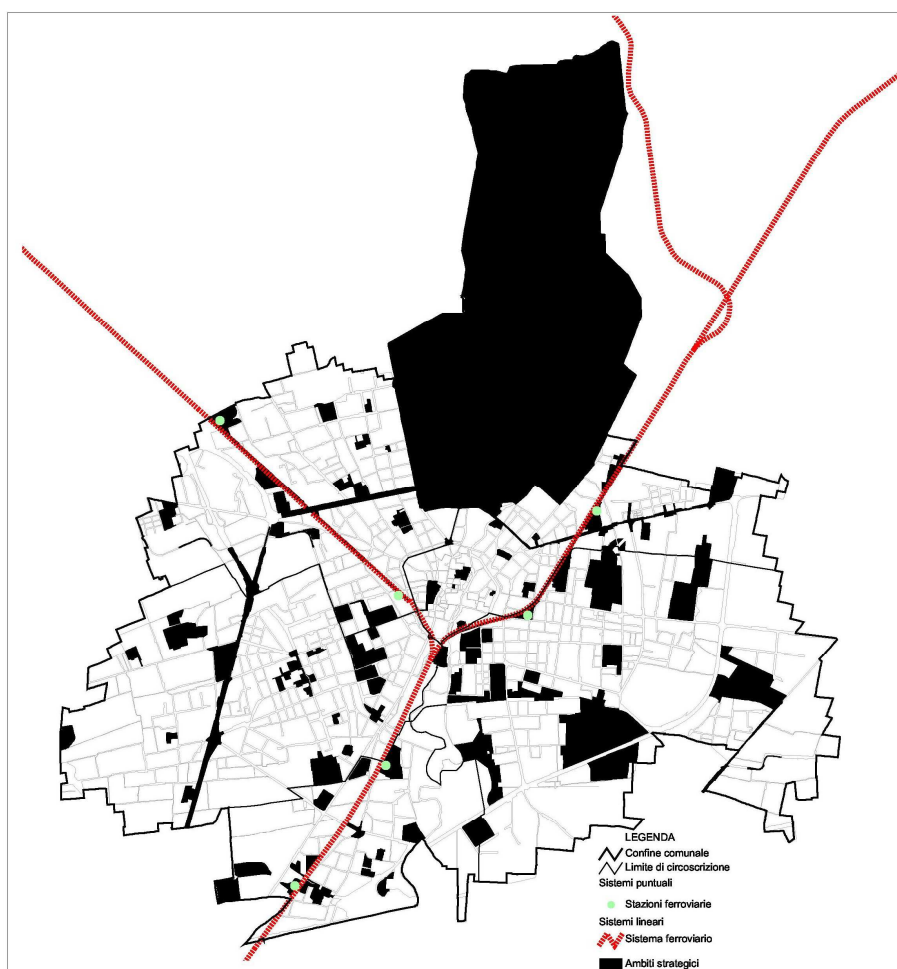 LEGENDA
Confine comunale
Limite di circoscrizione
Sistemi puntuali
Stazioni ferroviarie
Sistemi lineari
Sistema ferroviario
Ambiti strategici